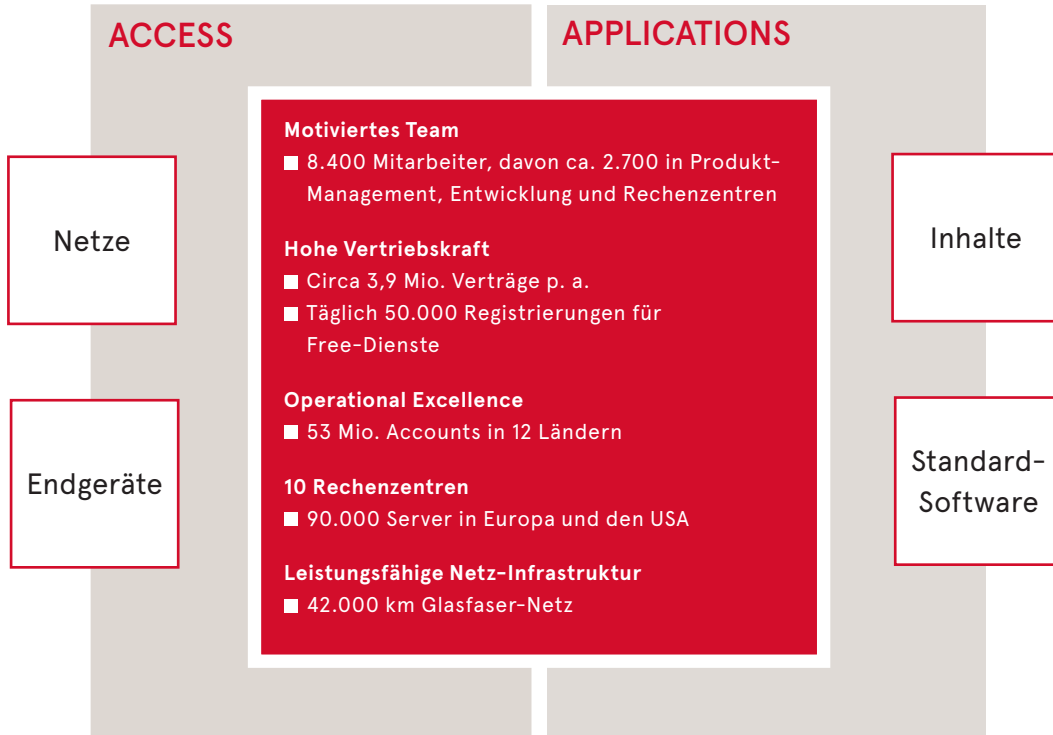 ACCESS
APPLICATIONS
Motiviertes Team
8.400 Mitarbeiter, davon ca. 2.700 in Produkt-
Management, Entwicklung und Rechenzentren
Hohe Vertriebskraft
Circa 3,9 Mio. Verträge p. a.
Täglich 50.000 Registrierungen für
Free-Dienste
Operational Excellence
53 Mio. Accounts in 12 Ländern
10 Rechenzentren
90.000 Server in Europa und den USA
Leistungsfähige Netz-Infrastruktur
42.000 km Glasfaser-Netz
Netze
Endgeräte
Inhalte
Standard-
Software